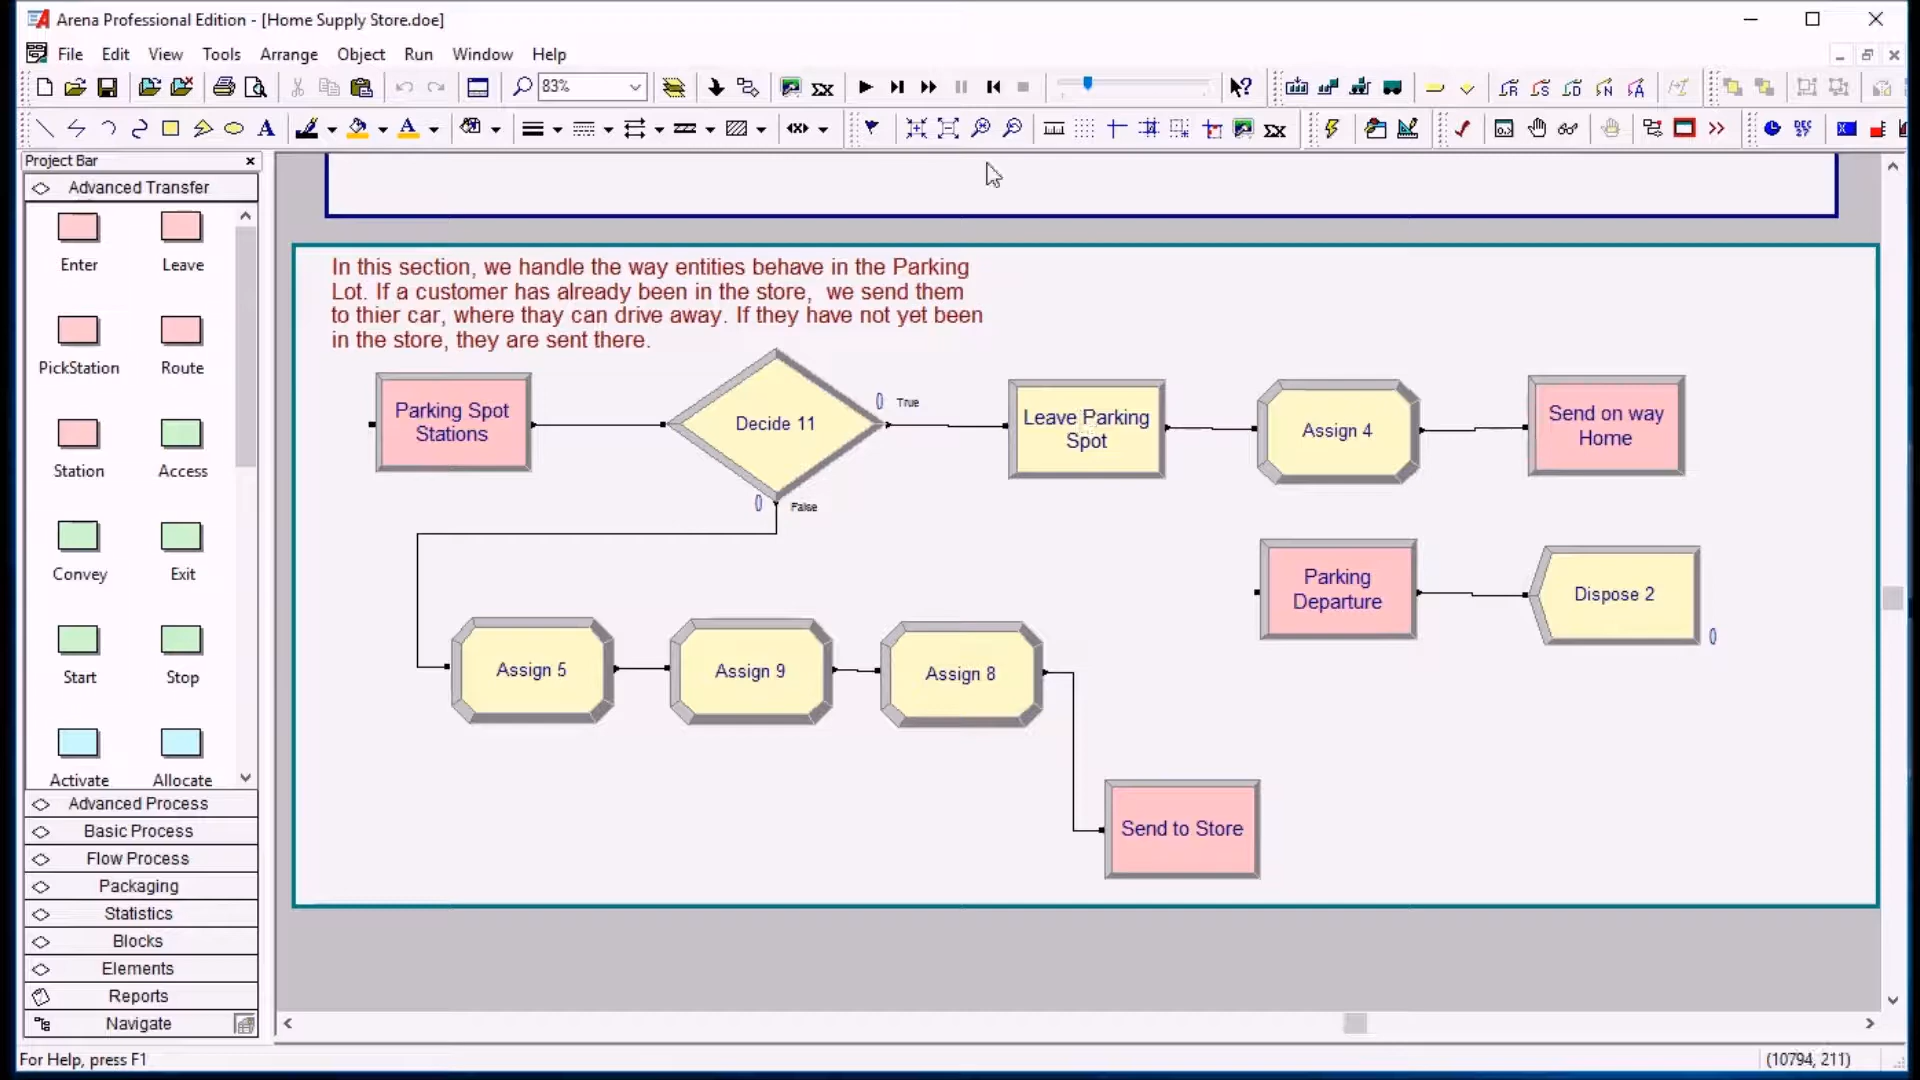 Arena Professional Edition - [Home Supply Store.doe]
File Edit View Tools Arrange Object Run Window Help
83%
Project Bar
Advanced Transfer
Enter Leave
PickStation Route
Station Access
Convey Exit
Start Stop
Activate Allocate
Advanced Process
Basic Process
Flow Process
Packaging
Statistics
Blocks
Elements
Reports
Navigate
In this section, we handle the way entities behave in the Parking
Lot. If a customer has already been in the store, we send them
to thier car, where thay can drive away. If they have not yet been
in the store, they are sent there.
Parking Spot
Stations
Decide 11
0 True
0 False
Leave Parking
Spot
Assign 4
Send on way
Home
Parking
Departure
Dispose 2
0
Assign 5
Assign 9
Assign 8
Send to Store
For Help, press F1
(10794, 211)